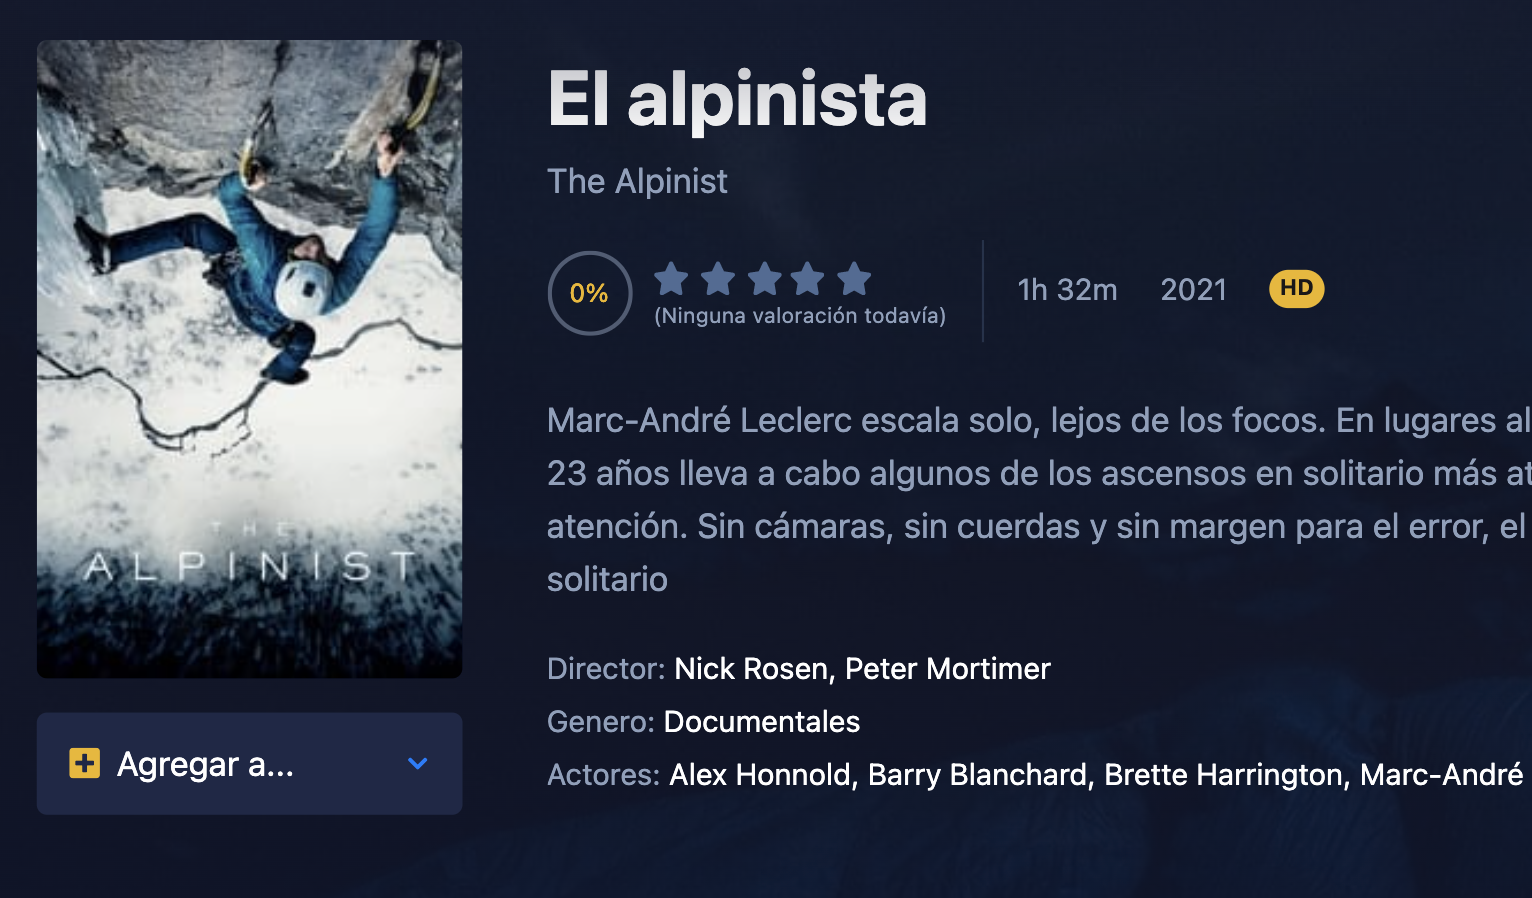 El alpinista
The Alpinist
0%
(Ninguna valoración todavía)
1h 32m 2021 HD
Marc-André Leclerc escala solo, lejos de los focos. En lugares al
23 años lleva a cabo algunos de los ascensos en solitario más at
atención. Sin cámaras, sin cuerdas y sin margen para el error, el
solitario
Director: Nick Rosen, Peter Mortimer
Genero: Documentales
Actores: Alex Honnold, Barry Blanchard, Brette Harrington, Marc-André
THE
ALPINIST
Agregar a...